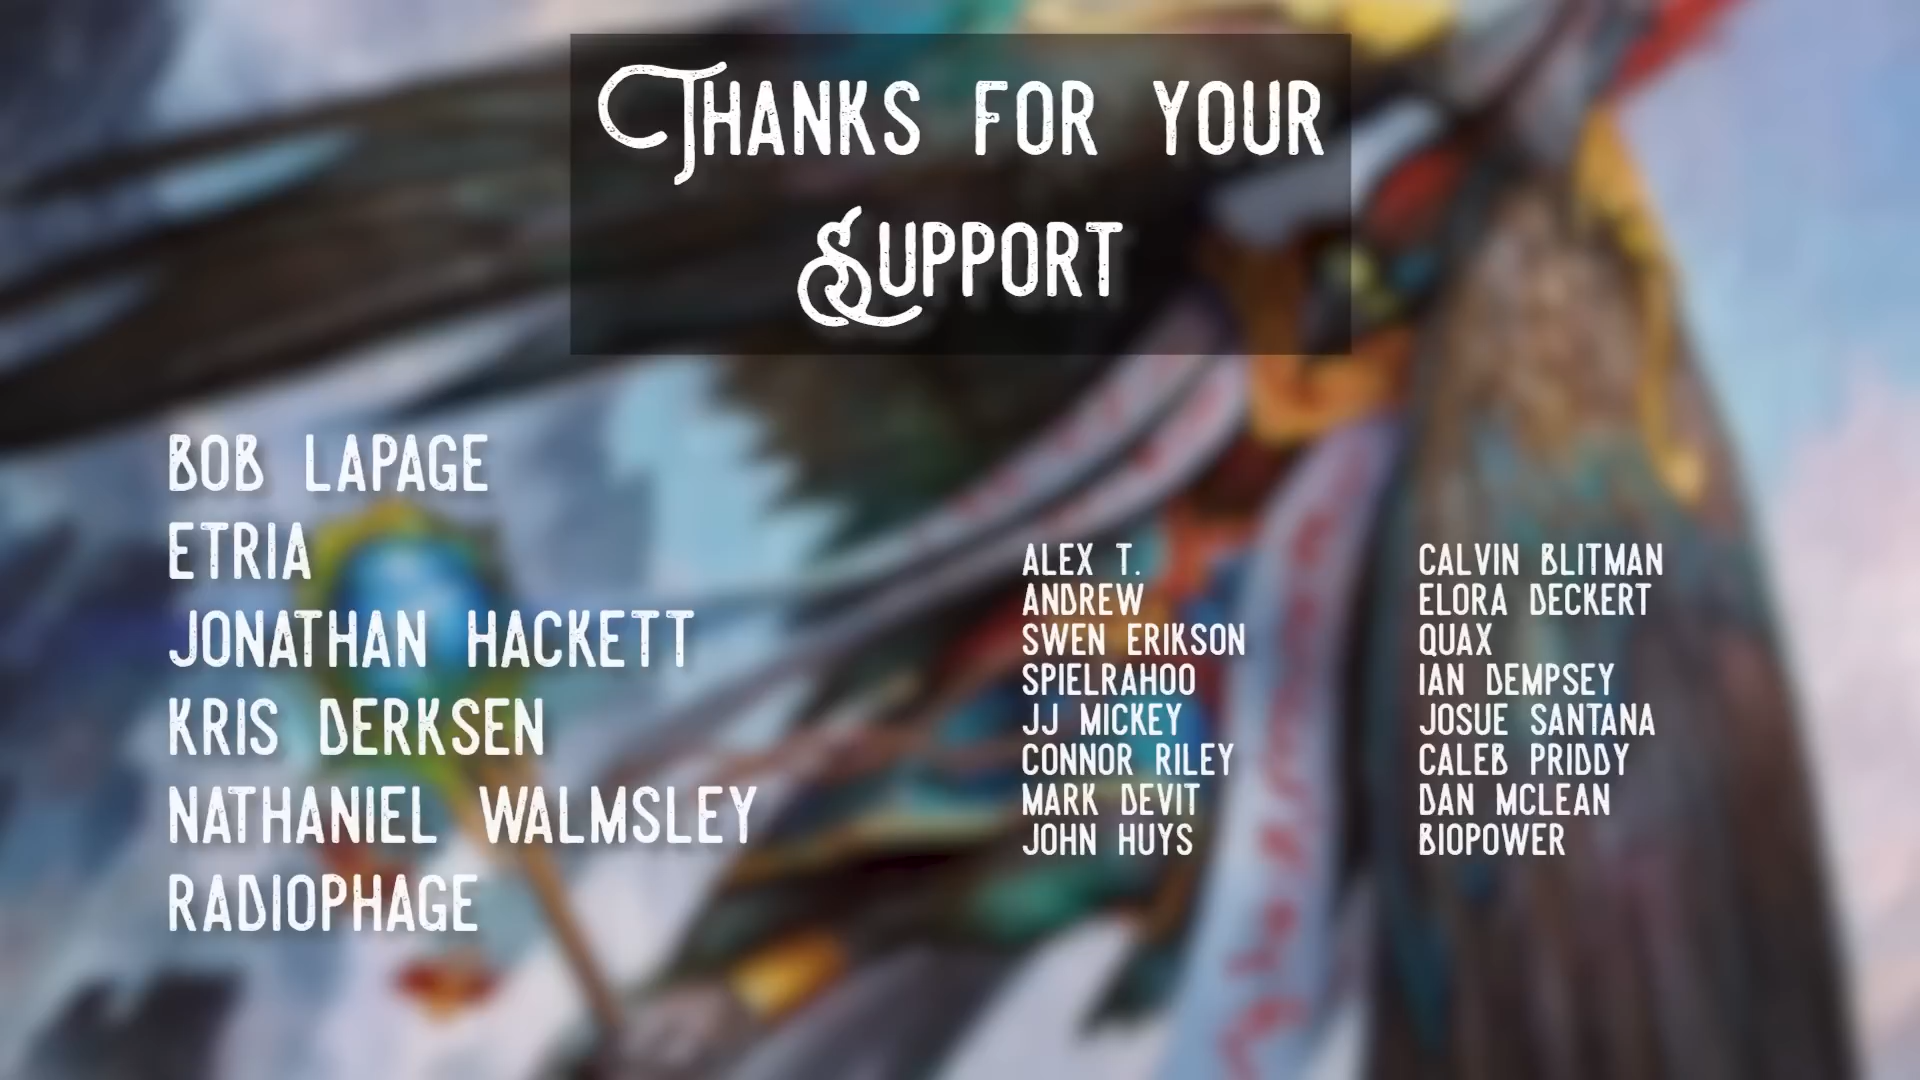 Thanks for your
Support
BOB LAPAGE
ETRIA
JONATHAN HACKETT
KRIS DERKSEN
NATHANIEL WALMSLEY
RADIOPHAGE
ALEX T.
ANDREW
SWEN ERIKSON
SPIELRAHOO
JJ MICKEY
CONNOR RILEY
MARK DEVIT
JOHN HUYS
CALVIN BLITMAN
ELORA DECKERT
QUAX
IAN DEMPSEY
JOSUE SANTANA
CALEB PRIDDY
DAN MCLEAN
BIOPOWER